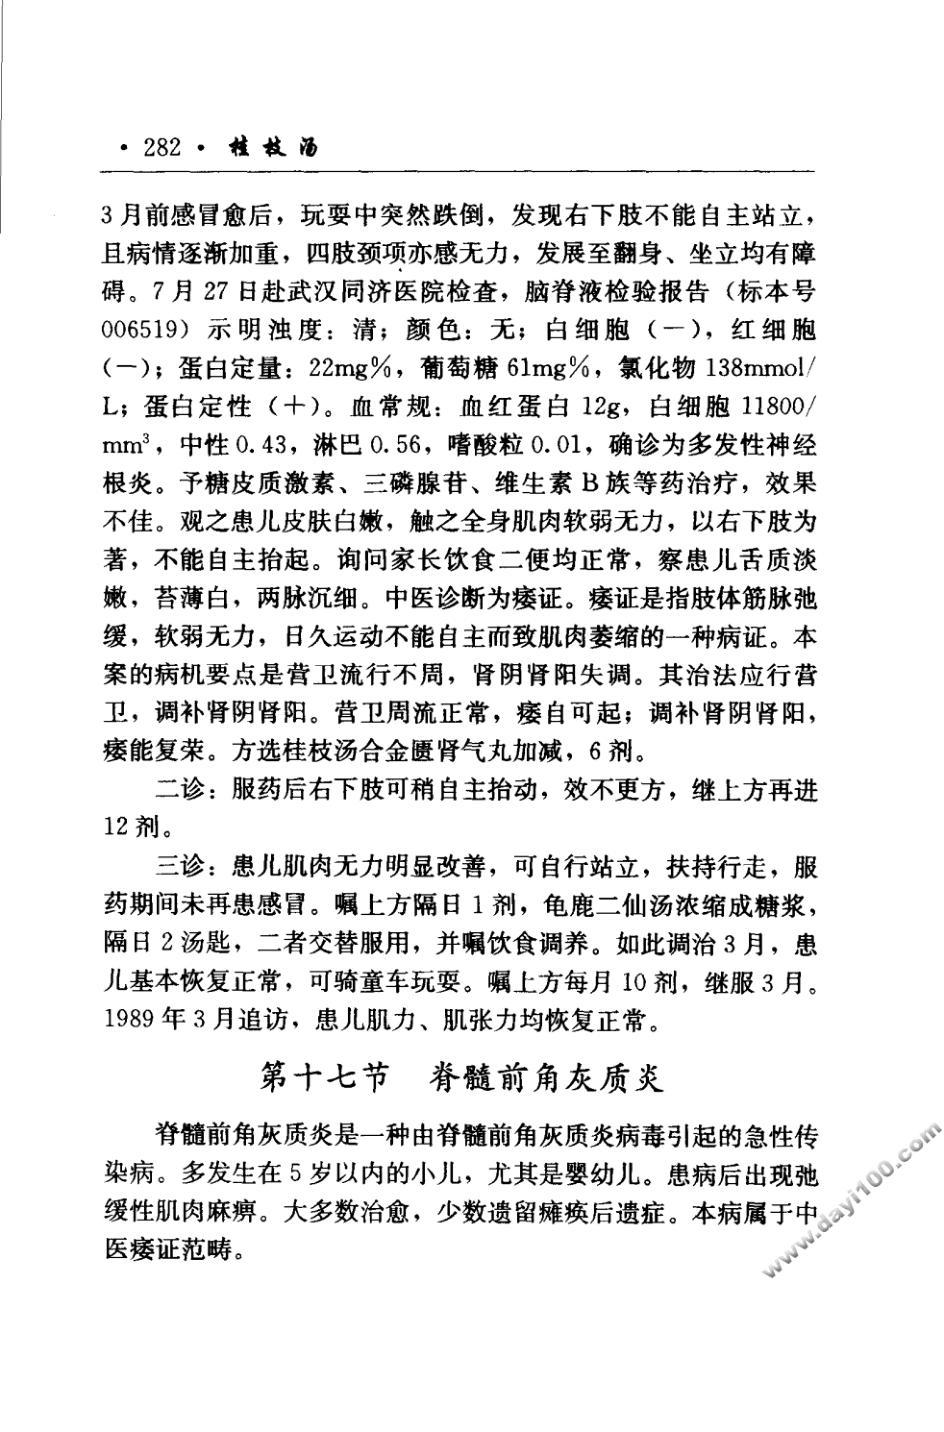 · 282 · 桂枝汤
3月前感冒愈后，玩耍中突然跌倒，发现右下肢不能自主站立，
且病情逐渐加重，四肢颈项亦感无力，发展至翻身、坐立均有障
碍。7月27日赴武汉同济医院检查，脑脊液检验报告（标本号
006519）示明浊度：清；颜色：无；白细胞（一），红细胞
（一）；蛋白定量：22mg%，葡萄糖61mg%，氯化物138mmol/
L；蛋白定性（＋）。血常规：血红蛋白12g，白细胞11800/
mm³，中性0.43，淋巴0.56，嗜酸粒0.01，确诊为多发性神经
根炎。予糖皮质激素、三磷腺苷、维生素B族等药治疗，效果
不佳。观之患儿皮肤白嫩，触之全身肌肉软弱无力，以右下肢为
著，不能自主抬起。询问家长饮食二便均正常，察患儿舌质淡
嫩，苔薄白，两脉沉细。中医诊断为痿证。痿证是指肢体筋脉弛
缓，软弱无力，日久运动不能自主而致肌肉萎缩的一种病证。本
案的病机要点是营卫流行不周，肾阴肾阳失调。其治法应行营
卫，调补肾阴肾阳。营卫周流正常，痿自可起；调补肾阴肾阳，
痿能复荣。方选桂枝汤合金匮肾气丸加减，6剂。
二诊：服药后右下肢可稍自主抬动，效不更方，继上方再进
12剂。
三诊：患儿肌肉无力明显改善，可自行站立，扶持行走，服
药期间未再患感冒。嘱上方隔日1剂，龟鹿二仙汤浓缩成糖浆，
隔日2汤匙，二者交替服用，并嘱饮食调养。如此调治3月，患
儿基本恢复正常，可骑童车玩耍。嘱上方每月10剂，继服3月。
1989年3月追访，患儿肌力、肌张力均恢复正常。
第十七节　脊髓前角灰质炎
脊髓前角灰质炎是一种由脊髓前角灰质炎病毒引起的急性传
染病。多发生在5岁以内的小儿，尤其是婴幼儿。患病后出现弛
缓性肌肉麻痹。大多数治愈，少数遗留瘫痪后遗症。本病属于中
医痿证范畴。
www.dayi100.com